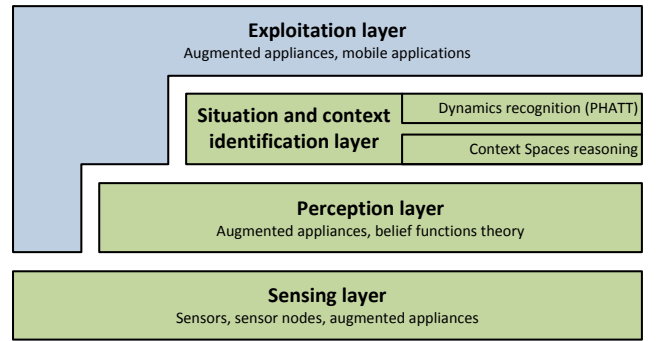 Exploitation layer
Augmented appliances, mobile applications
Situation and context
identification layer
Dynamics recognition (PHATT)
Context Spaces reasoning
Perception layer
Augmented appliances, belief functions theory
Sensing layer
Sensors, sensor nodes, augmented appliances